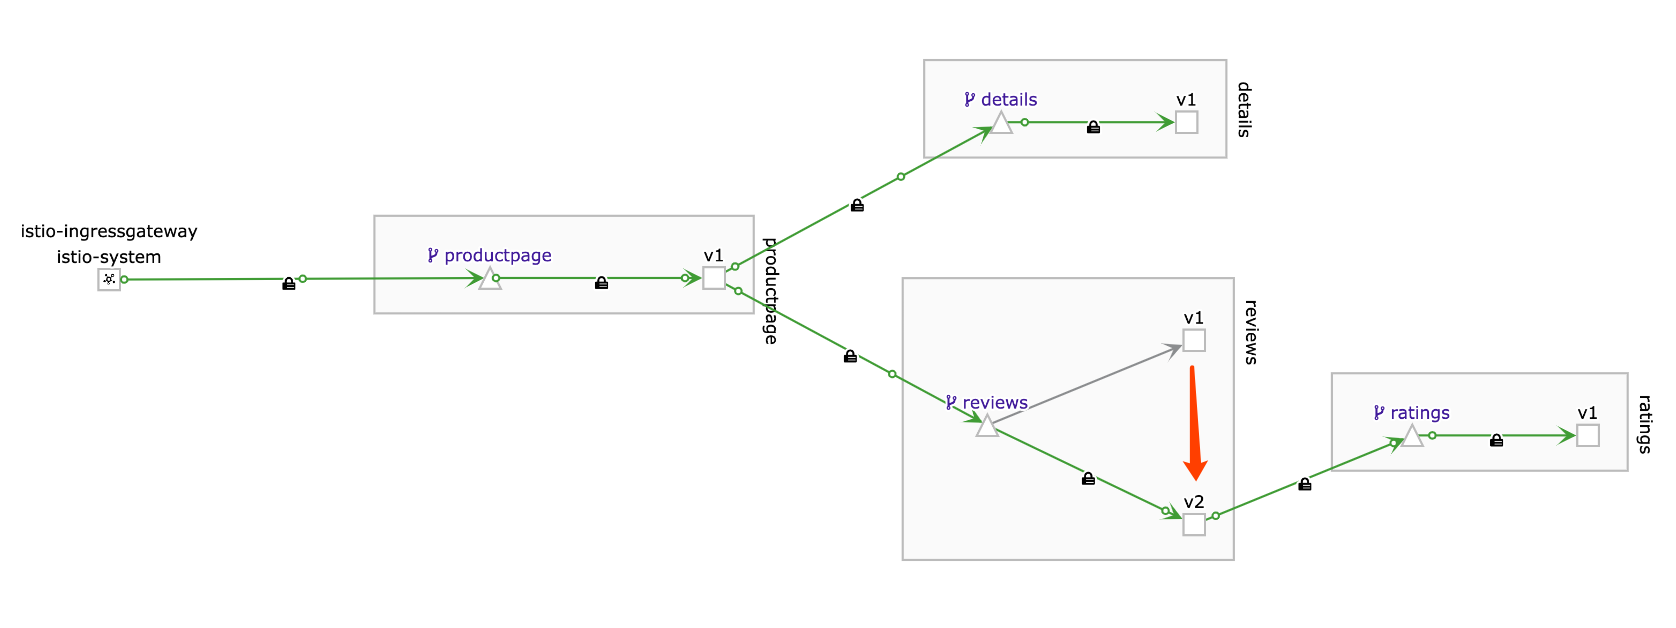 istio-ingressgateway
istio-system
productpage
v1
productpage
details
v1
details
reviews
v1
v2
reviews
ratings
v1
ratings